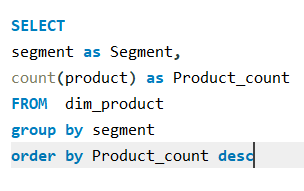 SELECT
segment as Segment,
count(product) as Product_count
FROM  dim_product
group by segment
order by Product_count desc